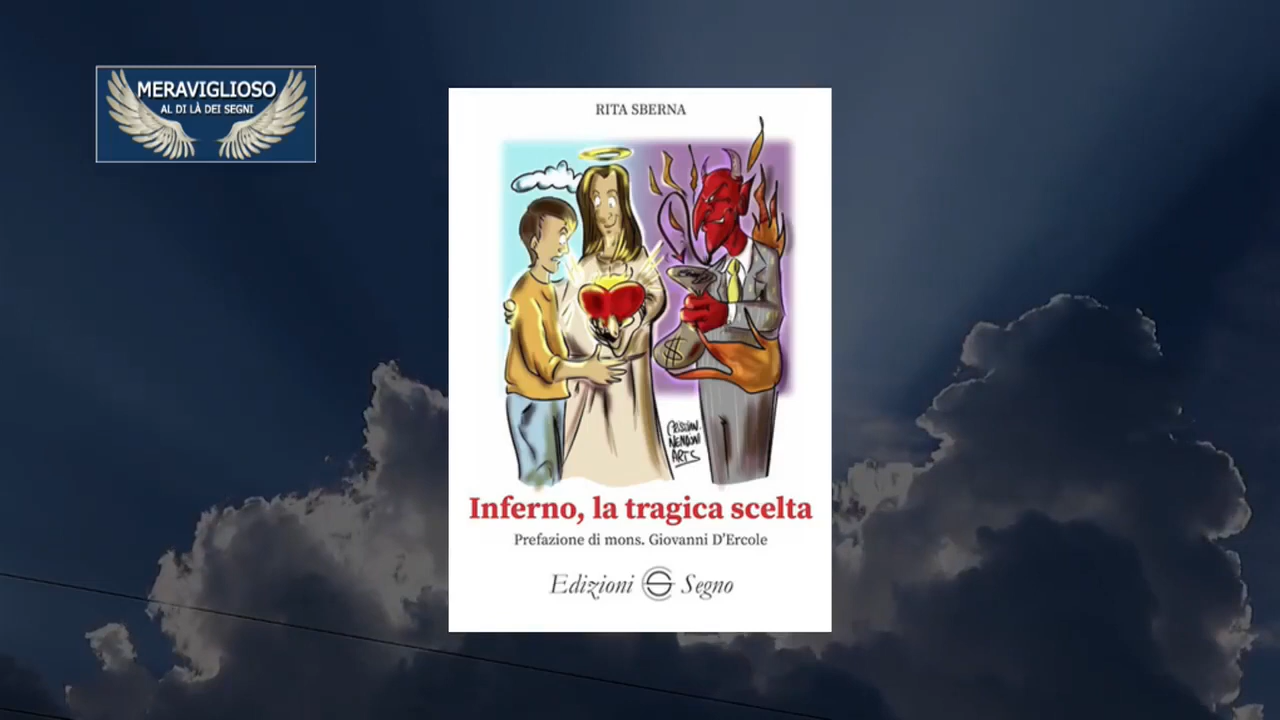 MERAVIGLIOSO
AL DI LÀ DEI SEGNI
RITA SBERNA
$
ARTS
Inferno, la tragica scelta
Prefazione di mons. Giovanni D'Ercole
Edizioni Segno